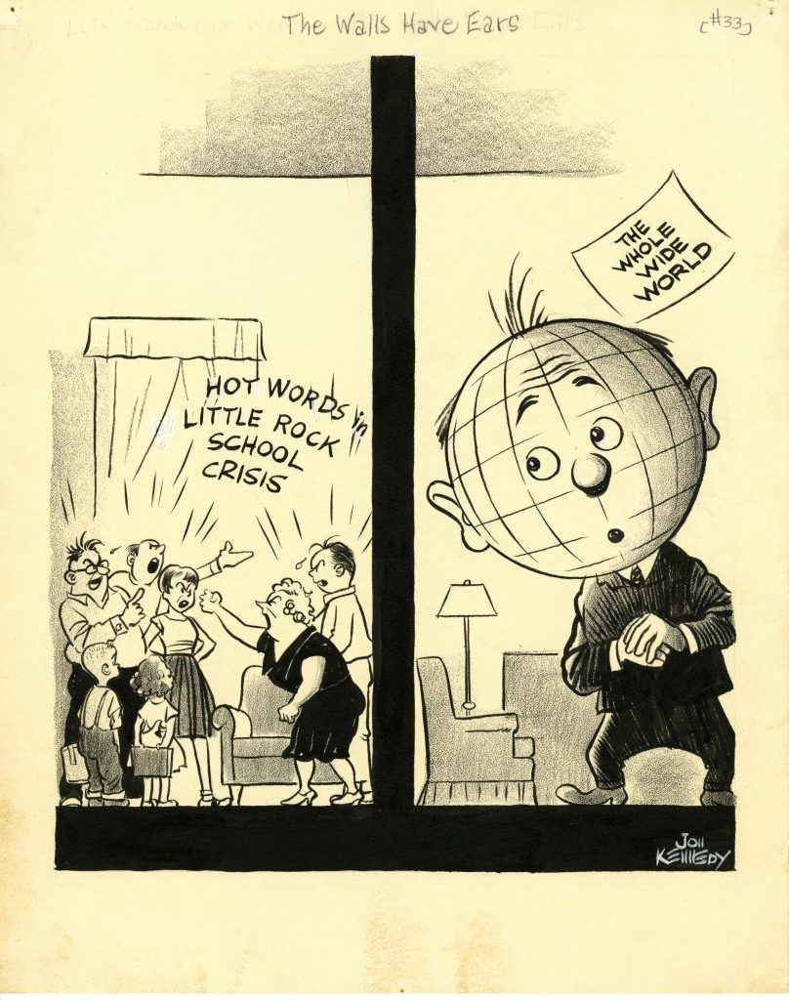 The Walls Have Ears
(#33)
THE
WHOLE
WIDE
WORLD
HOT WORDS in
LITTLE ROCK
SCHOOL
CRISIS
JON
KENNEDY